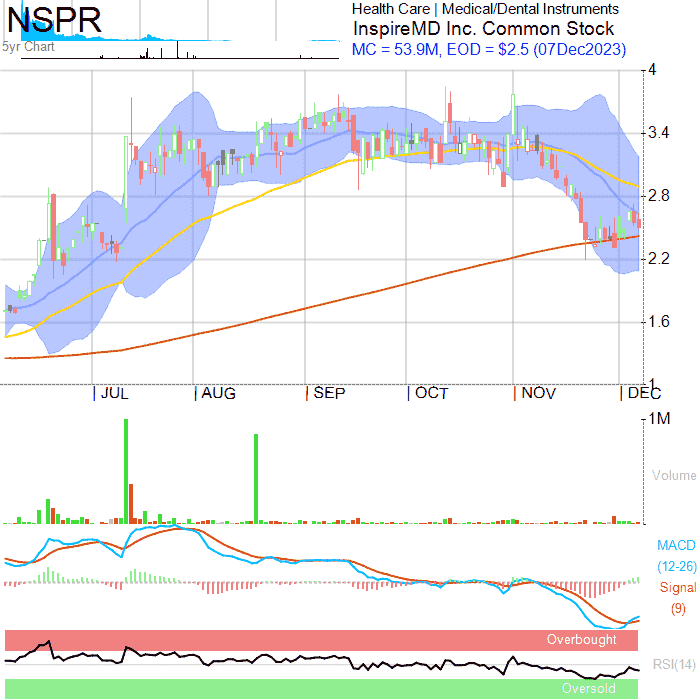 NSPR
5yr Chart
Health Care | Medical/Dental Instruments
InspireMD Inc. Common Stock
MC = 53.9M, EOD = $2.5 (07Dec2023)
4
3.4
2.8
2.2
1.6
1
JUL AUG SEP OCT NOV DEC
1M
Volume
MACD
(12-26)
Signal
(9)
Overbought
RSI(14)
Oversold